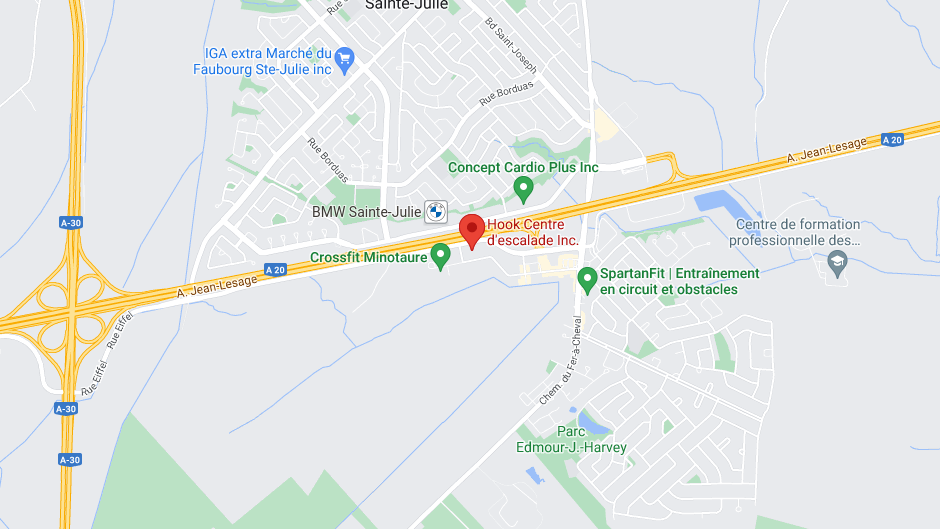 Sainte-Julie
Rue
IGA extra Marché du
Faubourg Ste-Julie inc
Bd Saint-Joseph
Rue Borduas
Rue Borduas
A 20
A. Jean-Lesage
Concept Cardio Plus Inc
A-30
BMW Sainte-Julie
Hook Centre
d'escalade Inc.
Centre de formation
professionnelle des...
Crossfit Minotaure
A 20
A. Jean-Lesage
SpartanFit | Entraînement
en circuit et obstacles
Rue Eiffel
Rue Eiffel
Chem. du Fer-à-Cheval
A-30
Parc
Edmour-J.-Harvey
A-30